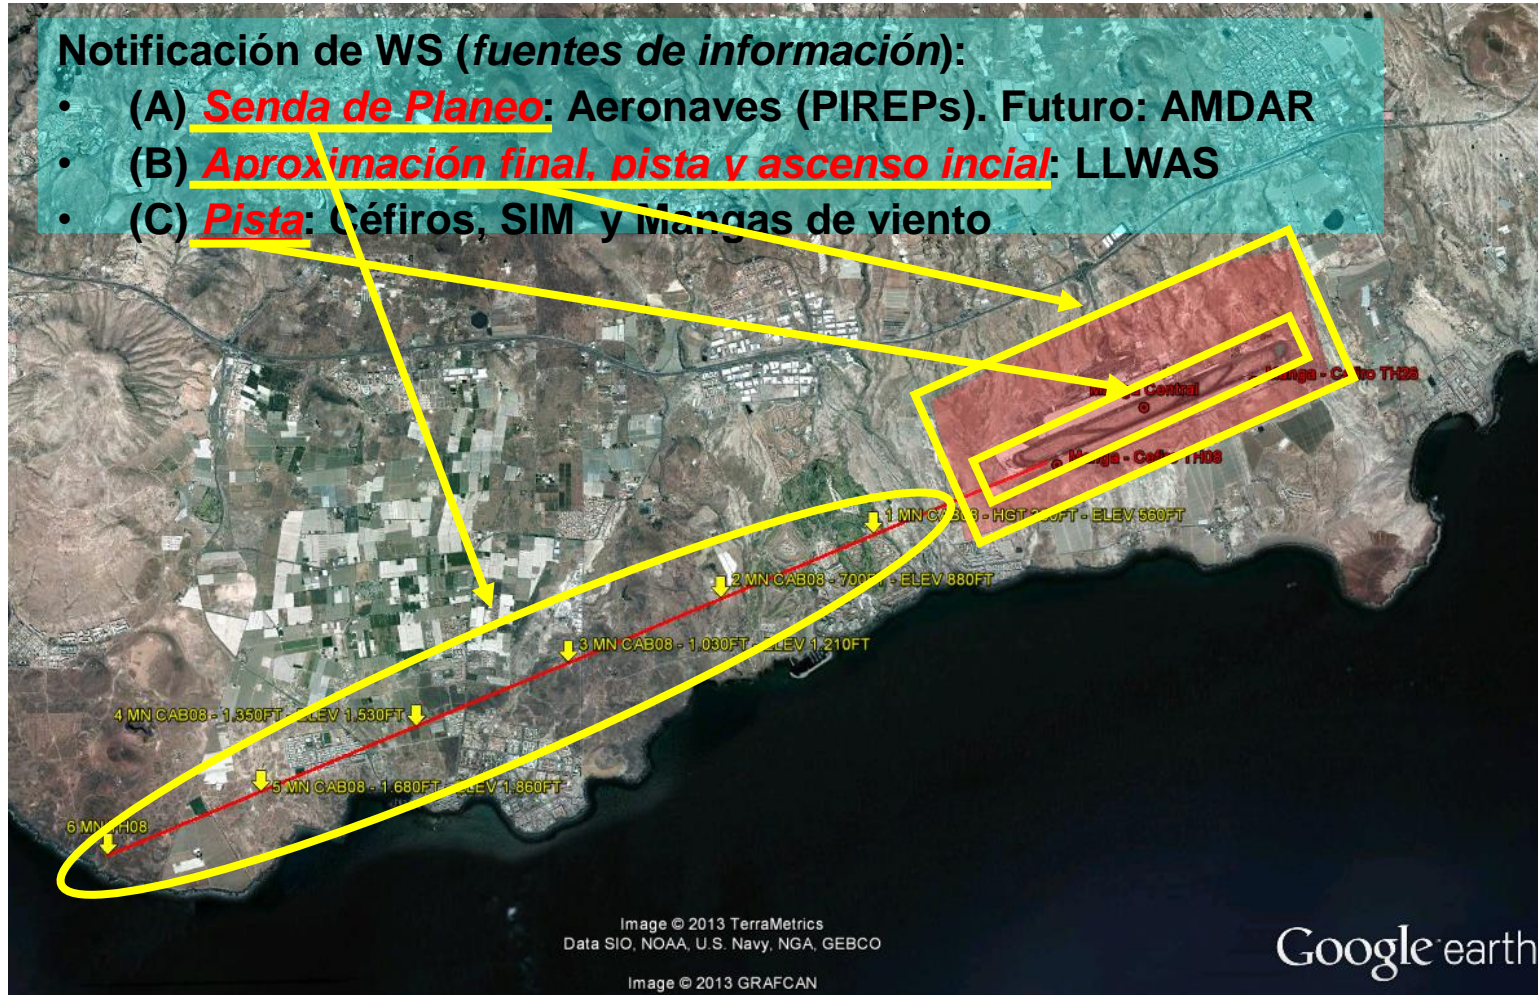 Notificación de WS (fuentes de información):
• (A) Senda de Planeo: Aeronaves (PIREPs). Futuro: AMDAR
• (B) Aproximación final, pista y ascenso incial: LLWAS
• (C) Pista: Céfiros, SIM y Mangas de viento
Manga - Cefiro TH26
Central
Manga - Cefiro TH08
1 MN CAB08 - HGT - ELEV 560FT
2 MN CAB08 - 700FT - ELEV 880FT
3 MN CAB08 - 1.030FT - ELEV 1.210FT
4 MN CAB08 - 1.350FT - ELEV 1.530FT
5 MN CAB08 - 1.680FT - ELEV 1.860FT
6 MN TH08
Image © 2013 TerraMetrics
Data SIO, NOAA, U.S. Navy, NGA, GEBCO
Image © 2013 GRAFCAN
Google earth